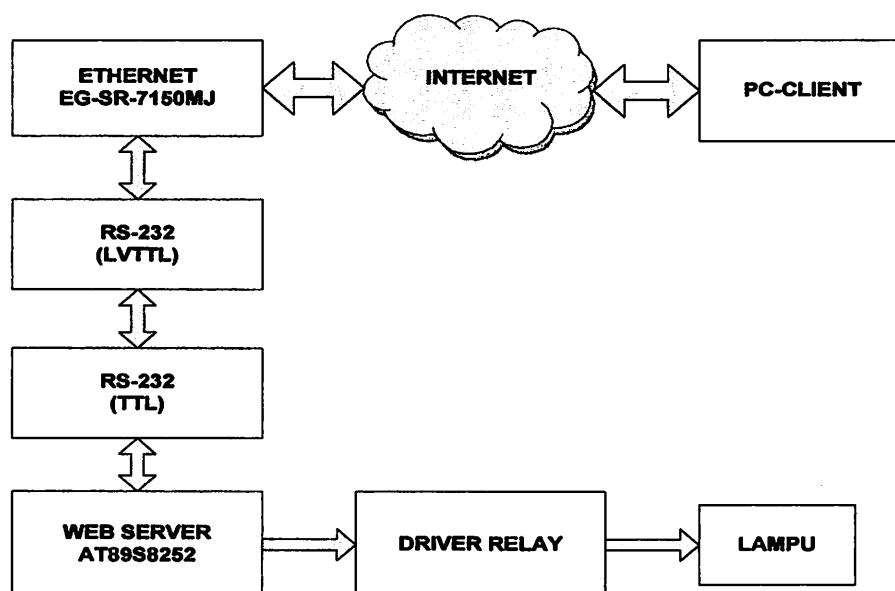 ETHERNET
EG-SR-7150MJ
INTERNET
PC-CLIENT
RS-232
(LVTTL)
RS-232
(TTL)
WEB SERVER
AT89S8252
DRIVER RELAY
LAMPU